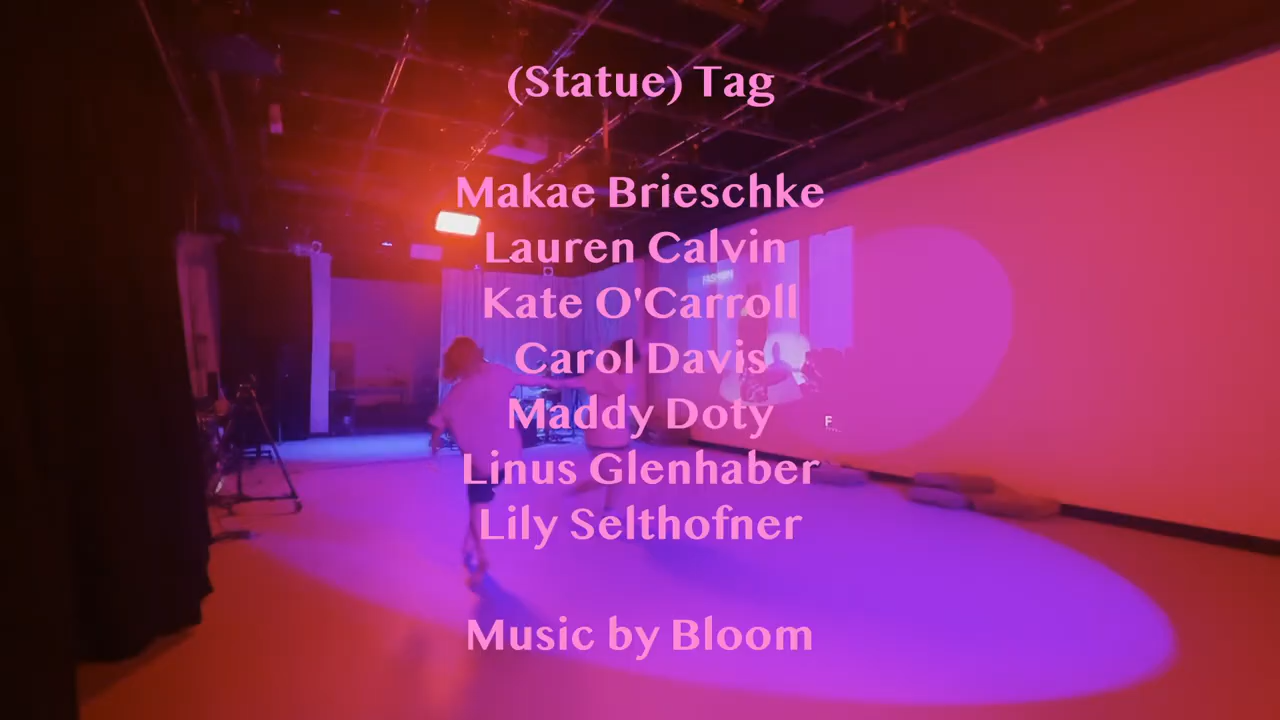 (Statue) Tag
Makae Brieschke
Lauren Calvin
Kate O'Carroll
Carol Davis
Maddy Doty
Linus Glenhaber
Lily Selthofner
Music by Bloom
FASHION